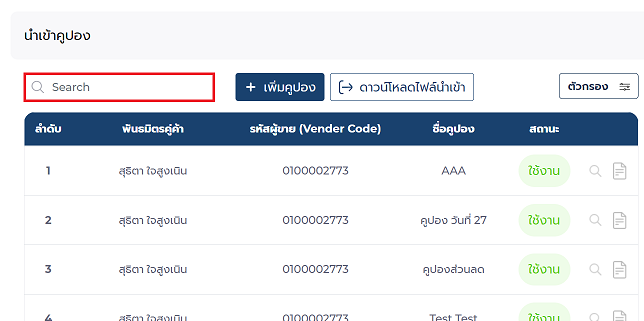 นำเข้าคูปอง
Search + เพิ่มคูปอง ดาวน์โหลดไฟล์นำเข้า ตัวกรอง
ลำดับ พันธมิตรคู่ค้า รหัสผู้ขาย (Vender Code) ชื่อคูปอง สถานะ
1 สุธิตา ใจสูงเนิน 0100002773 AAA ใช้งาน
2 สุธิตา ใจสูงเนิน 0100002773 คูปอง วันที่ 27 ใช้งาน
3 สุธิตา ใจสูงเนิน 0100002773 คูปองส่วนลด ใช้งาน
4 สุธิตา ใจสูงเนิน 0100002773 Test Test ใช้งาน